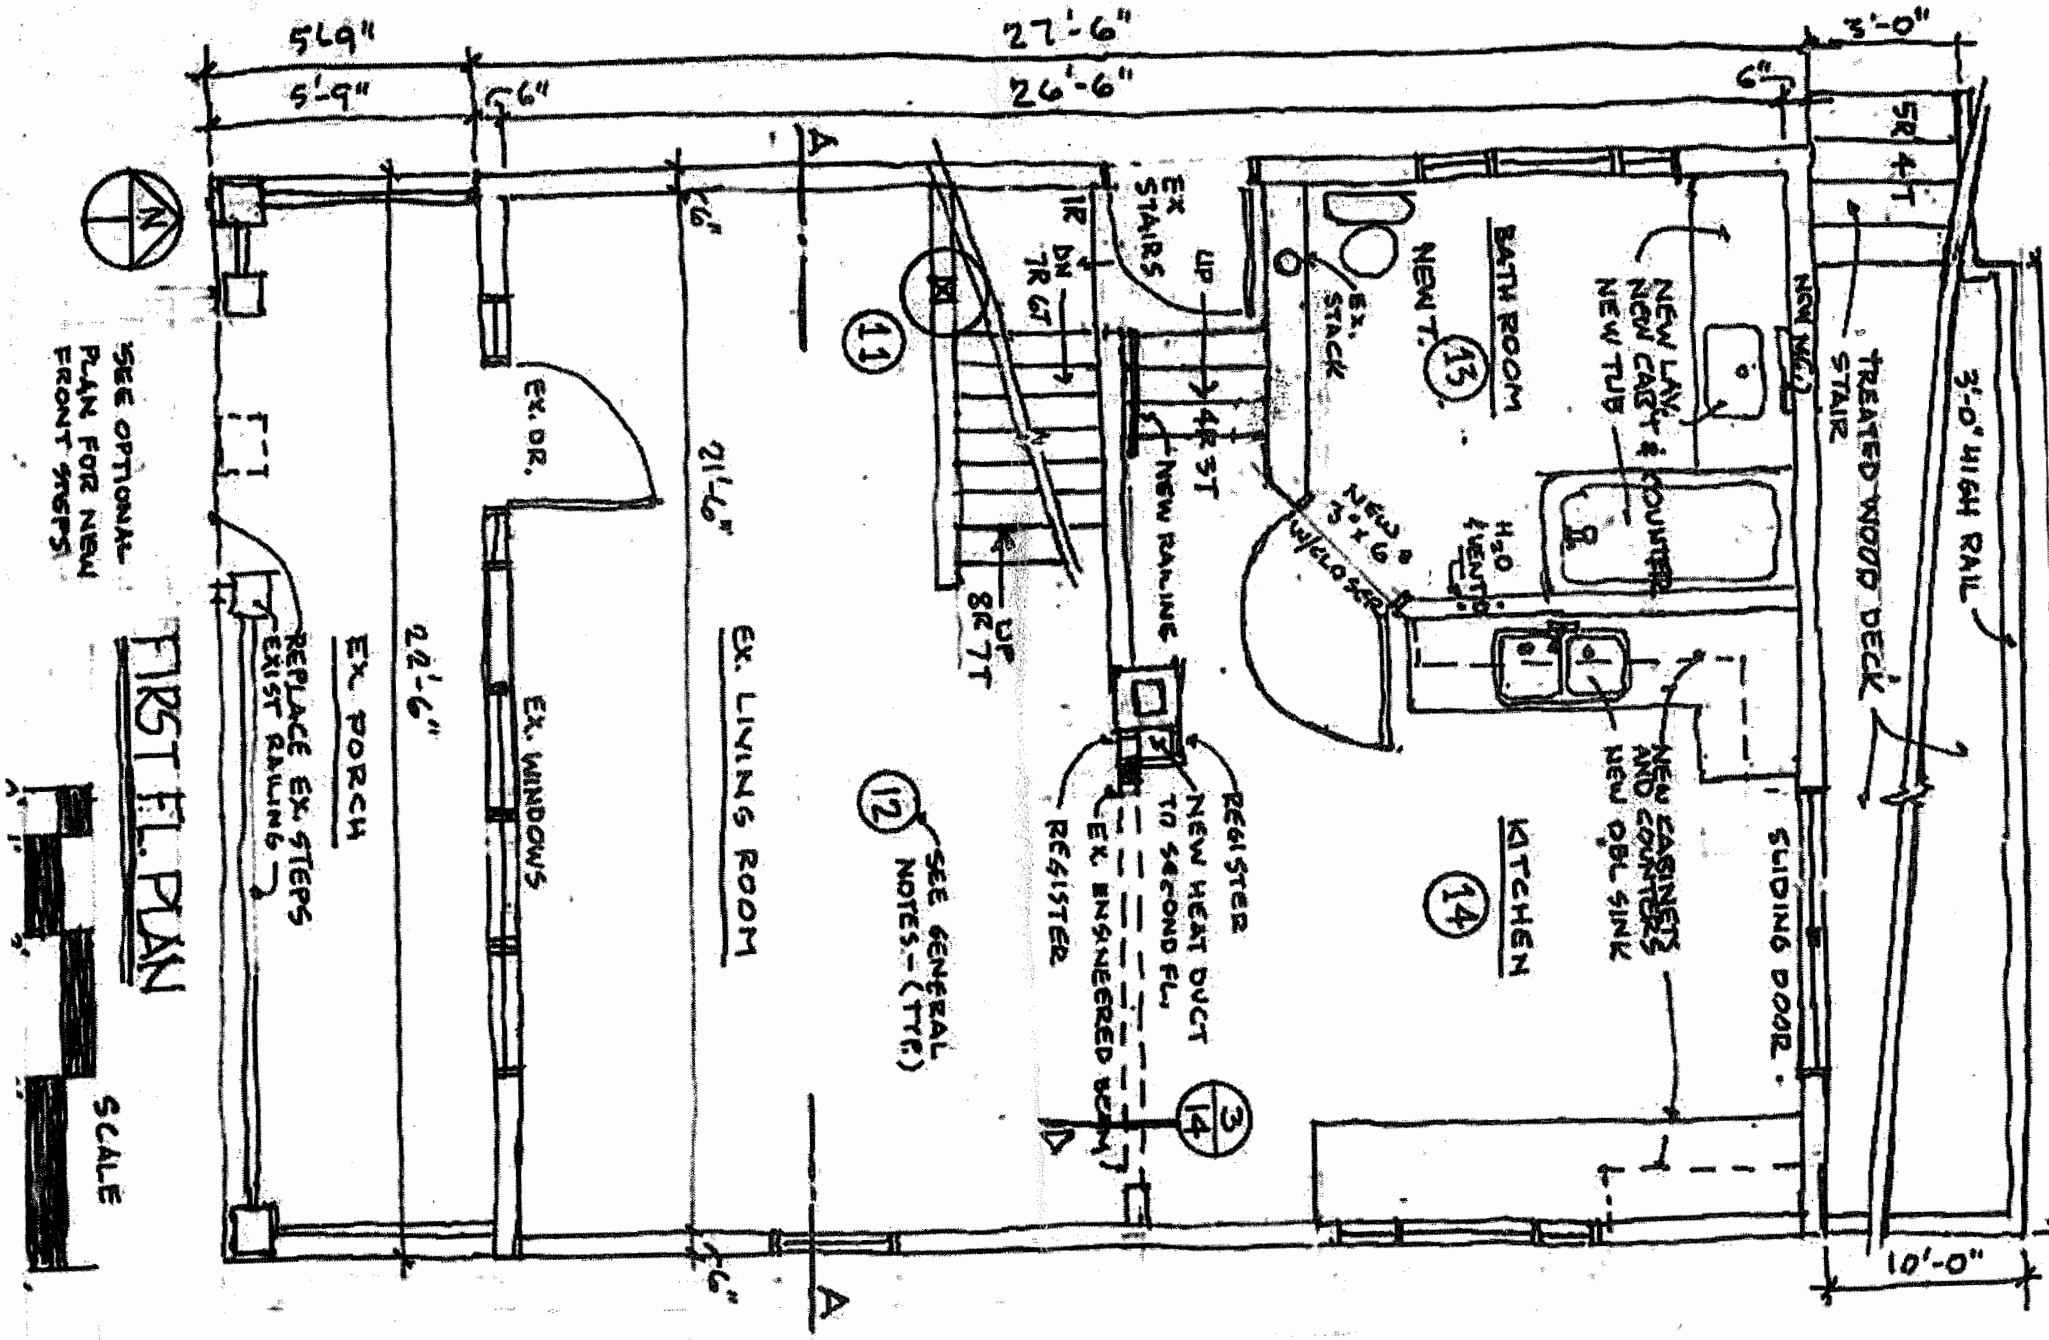 5'-9"
27'-6"
3'-0"
5'-9"
6"
26'-6"
6"
5R 4T
A
N
6"
1R
DN
7R 6T
EX
STAIRS
UP
4R 3T
EX.
STACK
NEW T.
BATH ROOM
13
NEW LAV.
NEW CAB'T & COUNTER
NEW TUB
TREATED WOOD DECK
STAIR
3'-0" HIGH RAIL
11
EX. DR.
21'-6"
SEE OPTIONAL
PLAN FOR NEW
FRONT STEPS
NEW RAILING
NEW
W/CLOSER
H2O
VENT
UP
8R 7T
FIRST FL. PLAN
REPLACE EX. STEPS
EXIST RAILING
EX. PORCH
22'-6"
EX. WINDOWS
EX. LIVING ROOM
12
SEE GENERAL
NOTES-(TYP.)
REGISTER
NEW HEAT DUCT
TO SECOND FL.
EX. ENGINEERED BEAM
REGISTER
KITCHEN
14
NEW CABINETS
AND COUNTERS
NEW DBL SINK
SLIDING DOOR
3
14
SCALE
6"
A
10'-0"